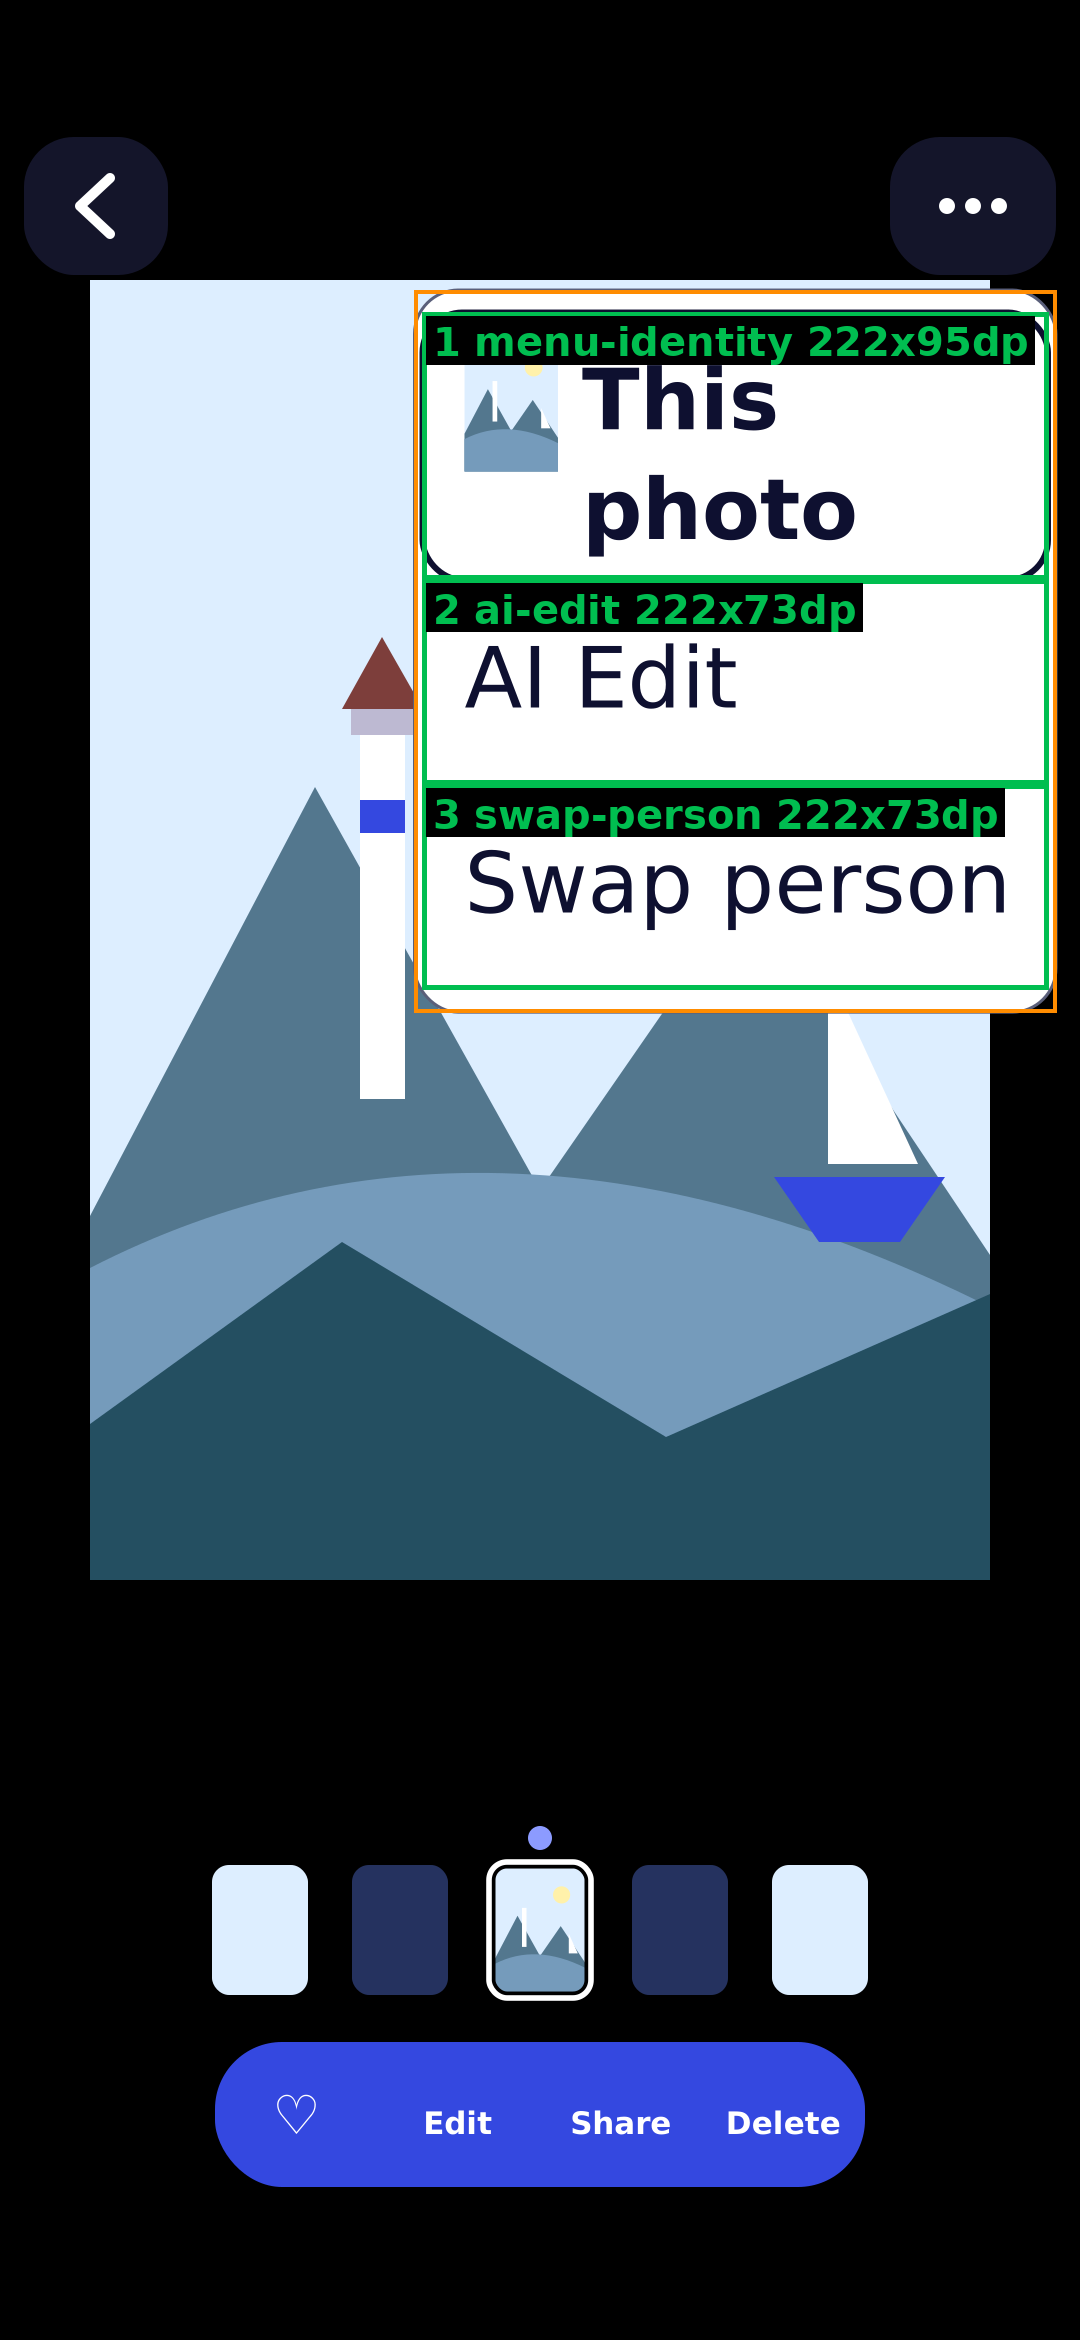 1 menu-identity 222x95dp
This
photo
2 ai-edit 222x73dp
AI Edit
3 swap-person 222x73dp
Swap person
♡ Edit Share Delete